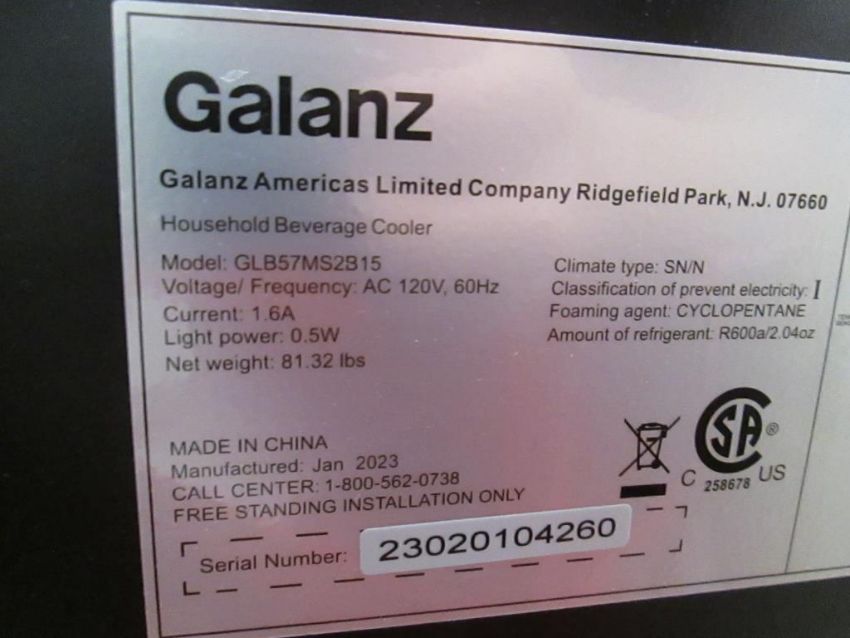 Galanz
Galanz Americas Limited Company Ridgefield Park, N.J. 07660
Household Beverage Cooler
Model: GLB57MS2B15
Voltage/ Frequency: AC 120V, 60Hz
Current: 1.6A
Light power: 0.5W
Net weight: 81.32 lbs
Climate type: SN/N
Classification of prevent electricity: I
Foaming agent: CYCLOPENTANE
Amount of refrigerant: R600a/2.04oz
MADE IN CHINA
Manufactured: Jan 2023
CALL CENTER: 1-800-562-0738
FREE STANDING INSTALLATION ONLY
Serial Number: 23020104260
CSA ®
C 258678 US